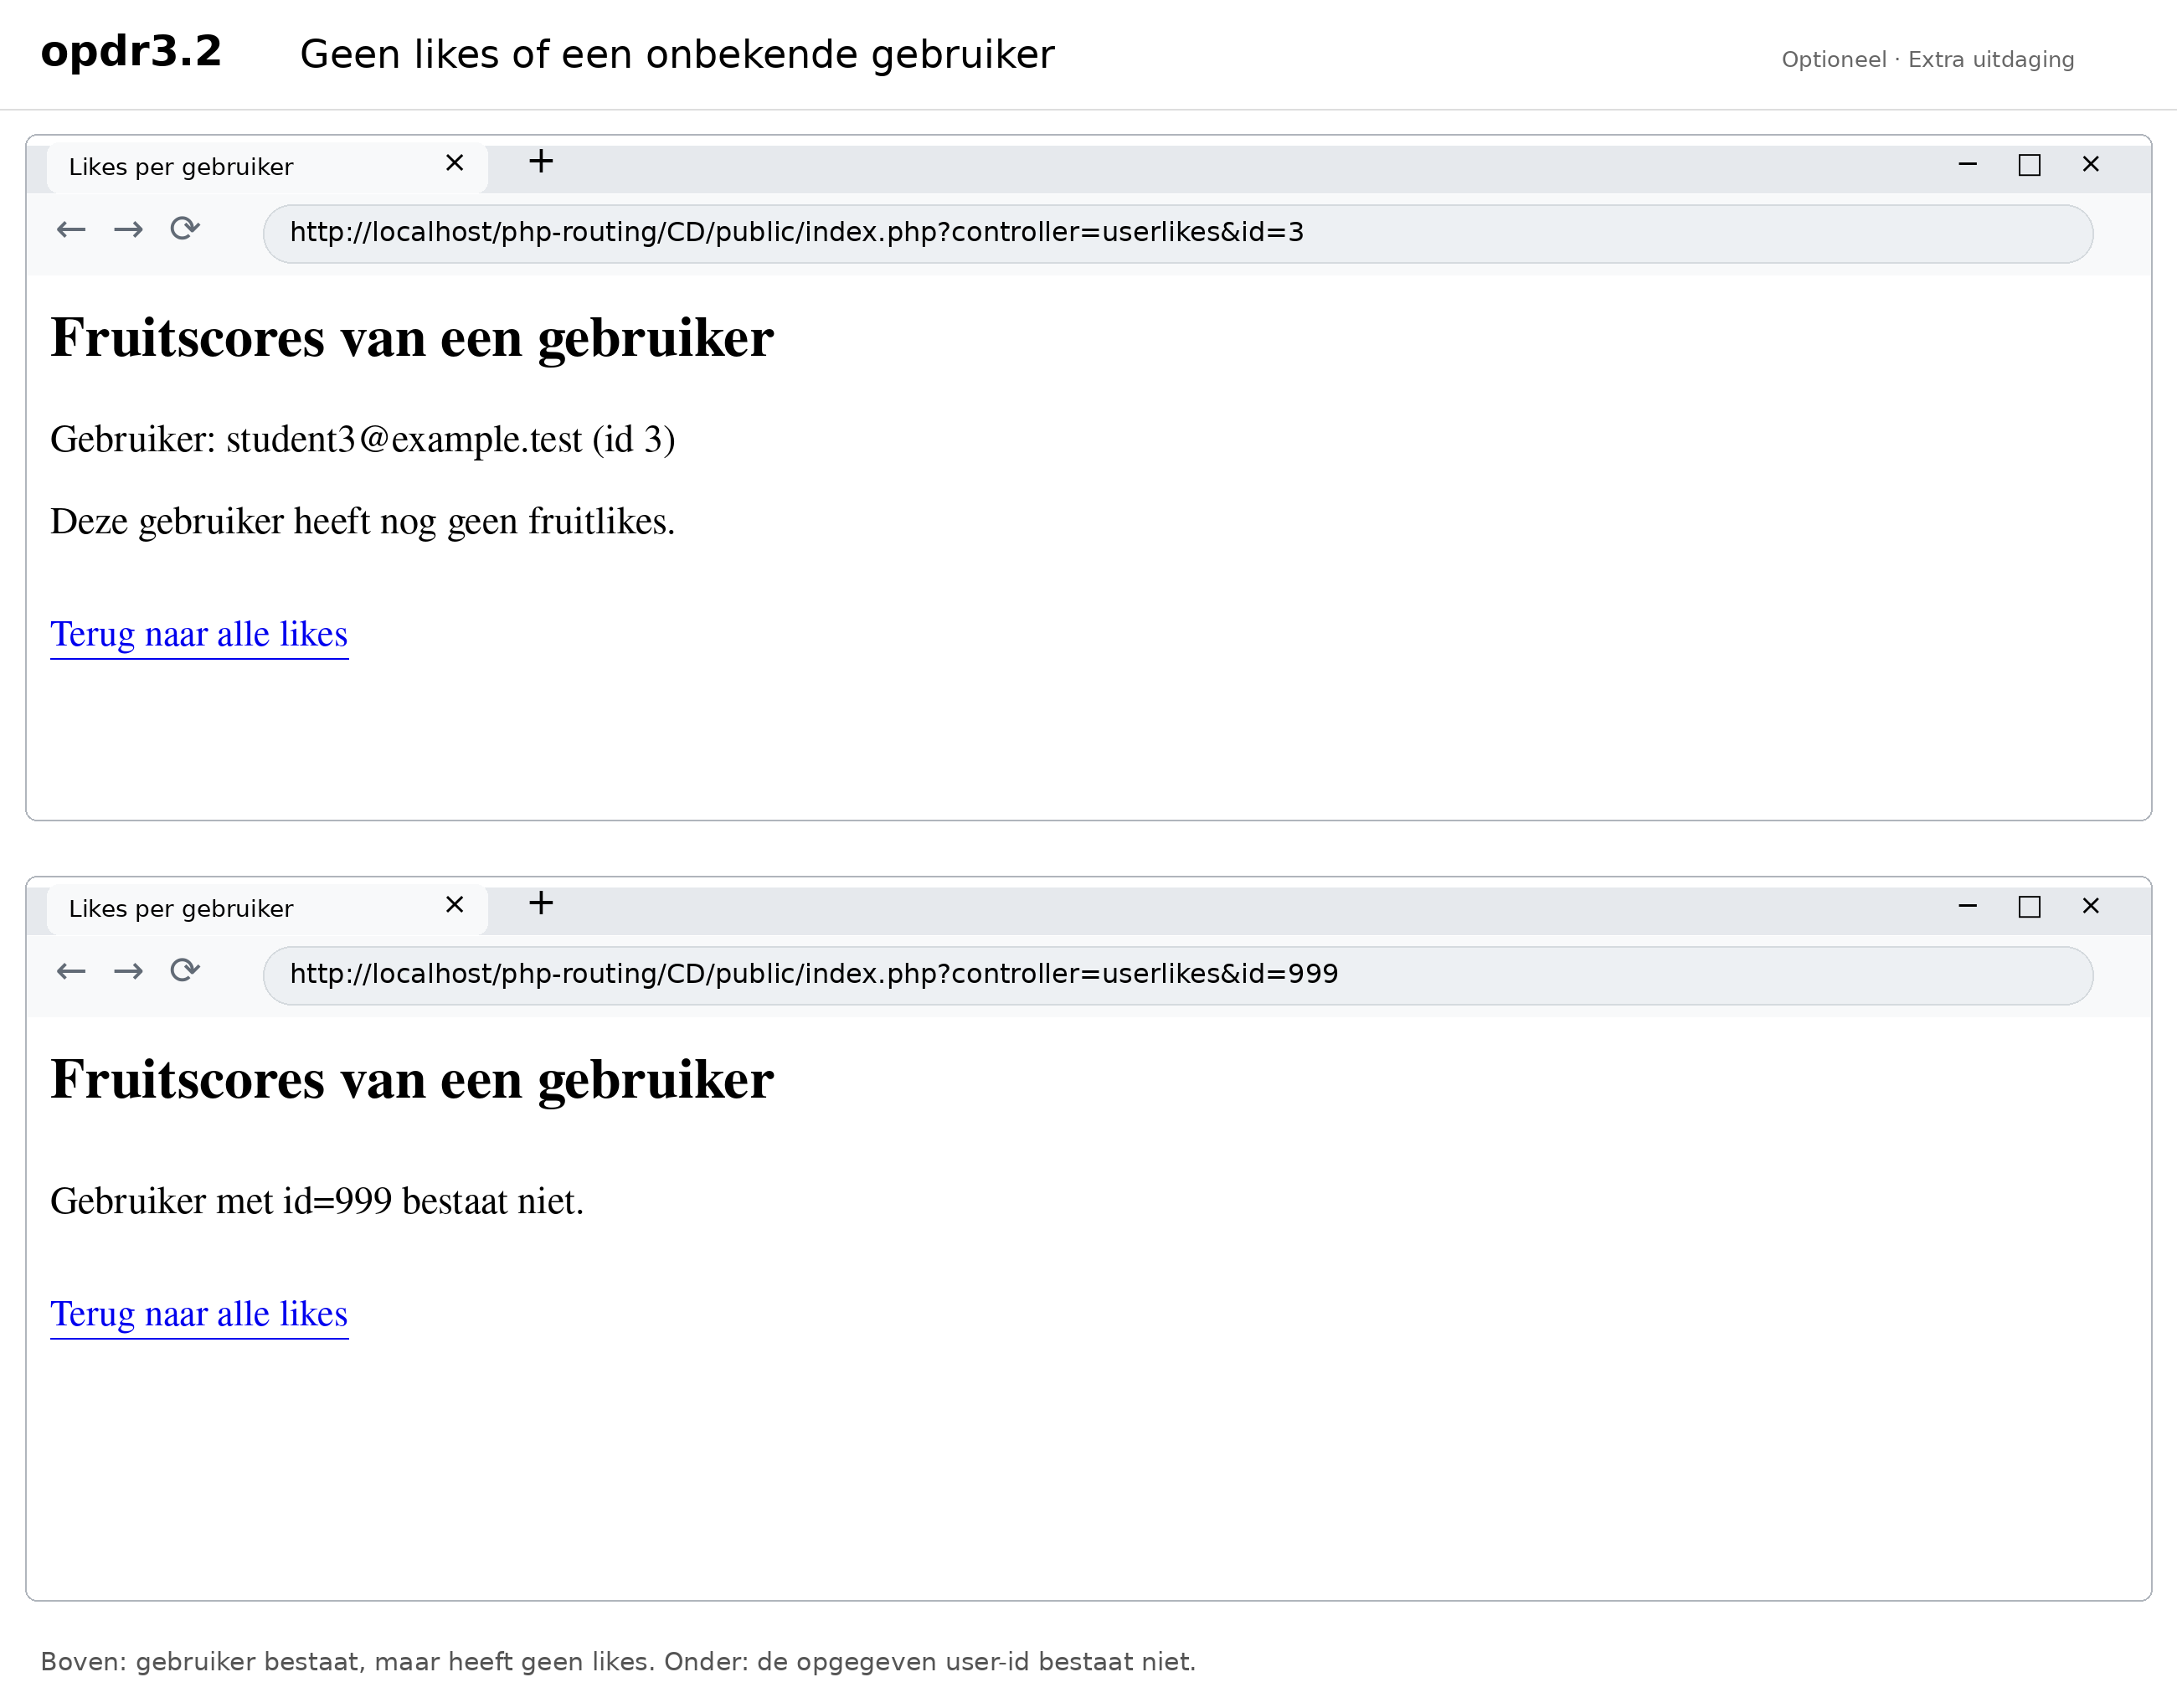 opdr3.2 Geen likes of een onbekende gebruiker Optioneel · Extra uitdaging
Likes per gebruiker × + − □ ×
← → ⟳ http://localhost/php-routing/CD/public/index.php?controller=userlikes&id=3
Fruitscores van een gebruiker
Gebruiker: student3@example.test (id 3)
Deze gebruiker heeft nog geen fruitlikes.
Terug naar alle likes
Likes per gebruiker × + − □ ×
← → ⟳ http://localhost/php-routing/CD/public/index.php?controller=userlikes&id=999
Fruitscores van een gebruiker
Gebruiker met id=999 bestaat niet.
Terug naar alle likes
Boven: gebruiker bestaat, maar heeft geen likes. Onder: de opgegeven user-id bestaat niet.